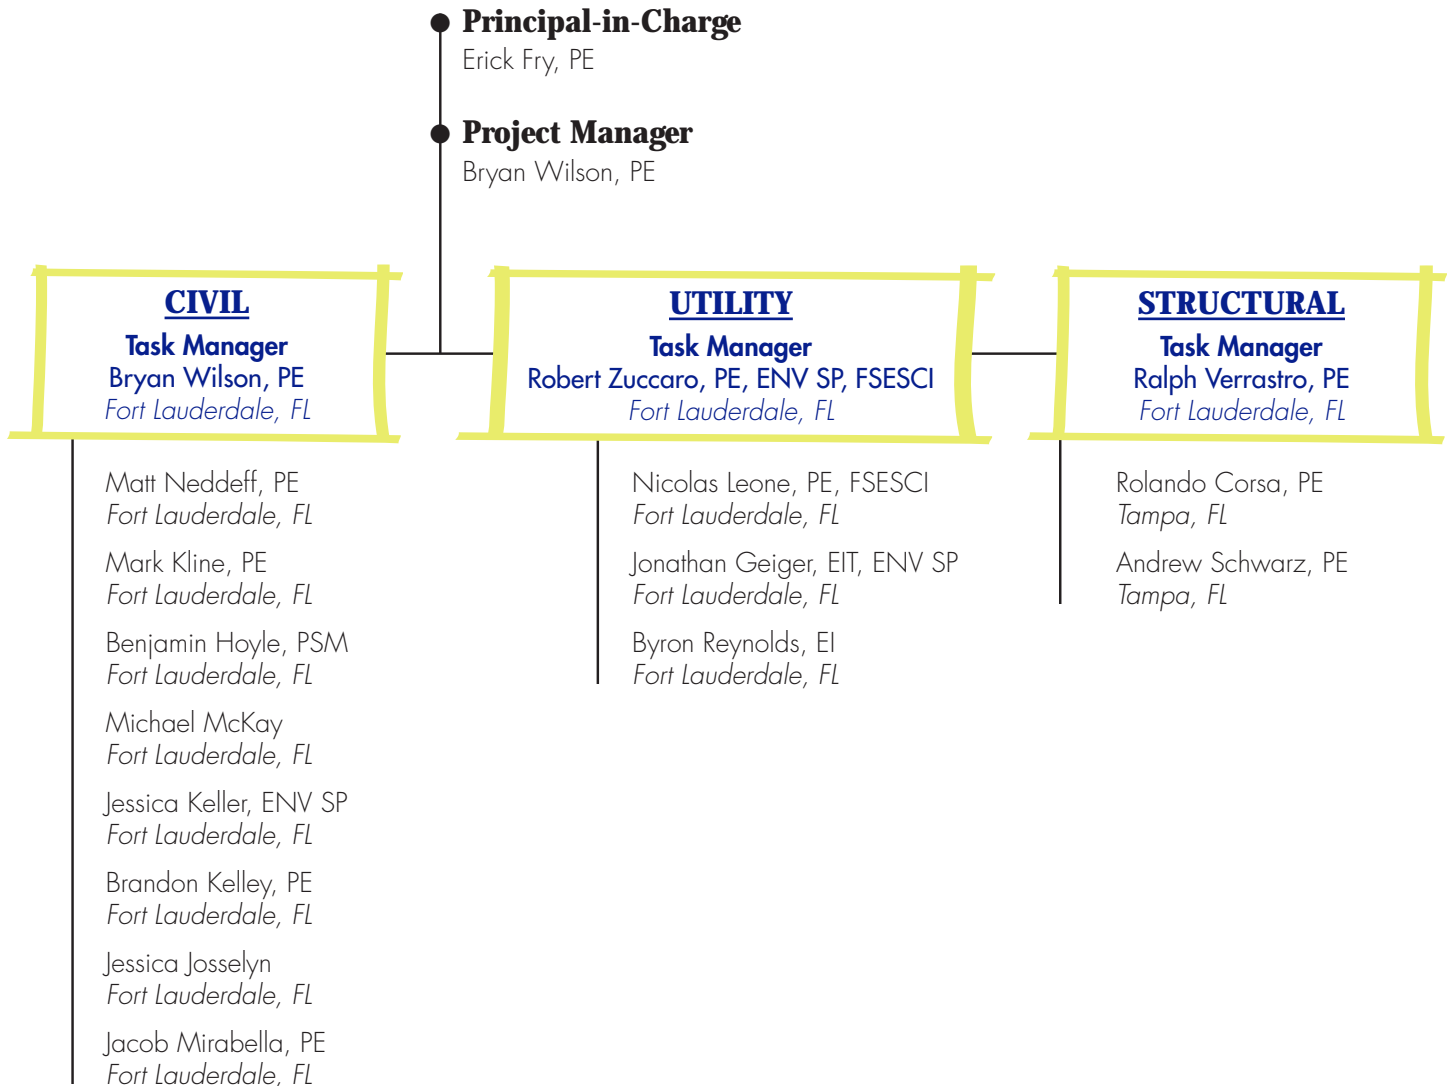 Principal-in-Charge
Erick Fry, PE
Project Manager
Bryan Wilson, PE
CIVIL
Task Manager
Bryan Wilson, PE
Fort Lauderdale, FL
UTILITY
Task Manager
Robert Zuccaro, PE, ENV SP, FSESCI
Fort Lauderdale, FL
STRUCTURAL
Task Manager
Ralph Verrastro, PE
Fort Lauderdale, FL
Matt Neddeff, PE
Fort Lauderdale, FL
Mark Kline, PE
Fort Lauderdale, FL
Benjamin Hoyle, PSM
Fort Lauderdale, FL
Michael McKay
Fort Lauderdale, FL
Jessica Keller, ENV SP
Fort Lauderdale, FL
Brandon Kelley, PE
Fort Lauderdale, FL
Jessica Josselyn
Fort Lauderdale, FL
Jacob Mirabella, PE
Fort Lauderdale, FL
Nicolas Leone, PE, FSESCI
Fort Lauderdale, FL
Jonathan Geiger, EIT, ENV SP
Fort Lauderdale, FL
Byron Reynolds, EI
Fort Lauderdale, FL
Rolando Corsa, PE
Tampa, FL
Andrew Schwarz, PE
Tampa, FL